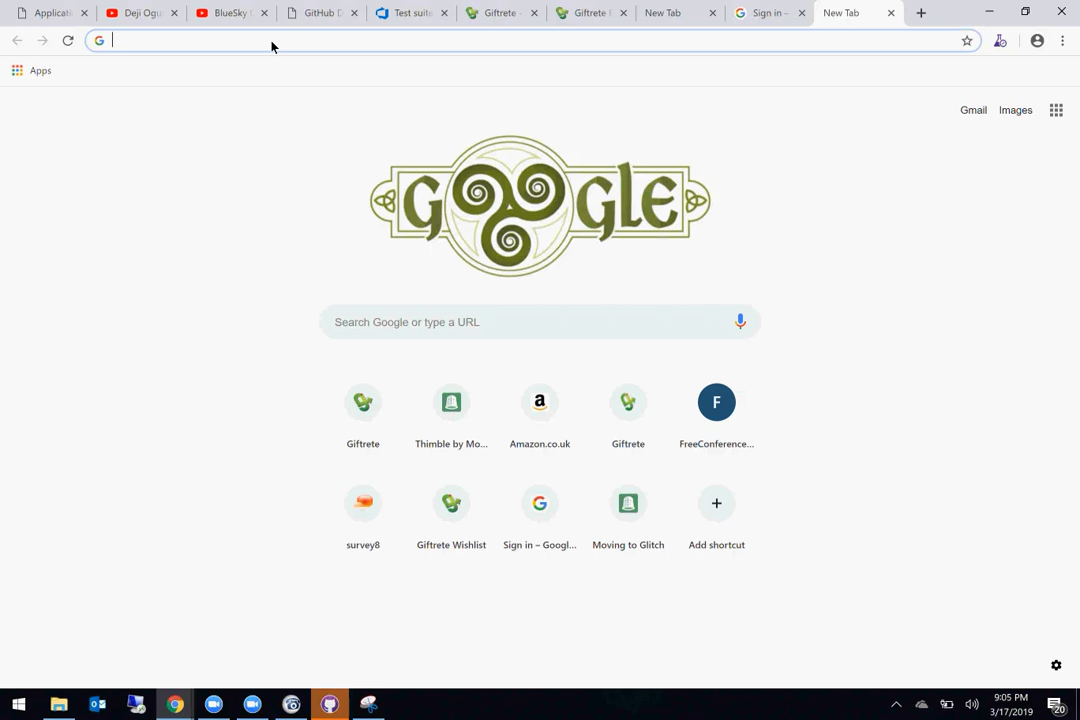 Applicati
Deji Ogu
BlueSky
GitHub D
Test suite
Giftrete -
Giftrete
New Tab
Sign in –
New Tab
Apps
Gmail
Images
GOOGLE
Search Google or type a URL
Giftrete
Thimble by Mo...
a
Amazon.co.uk
Giftrete
F
FreeConference...
survey8
Giftrete Wishlist
Sign in – Googl...
Moving to Glitch
Add shortcut
9:05 PM
3/17/2019
20